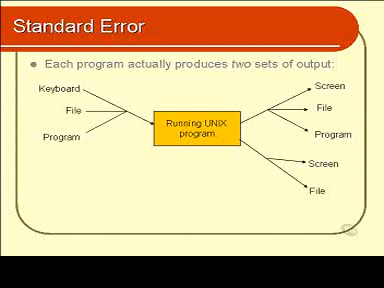 Standard Error
Each program actually produces two sets of output:
Keyboard
File
Program
Running UNIX
program
Screen
File
Program
Screen
File